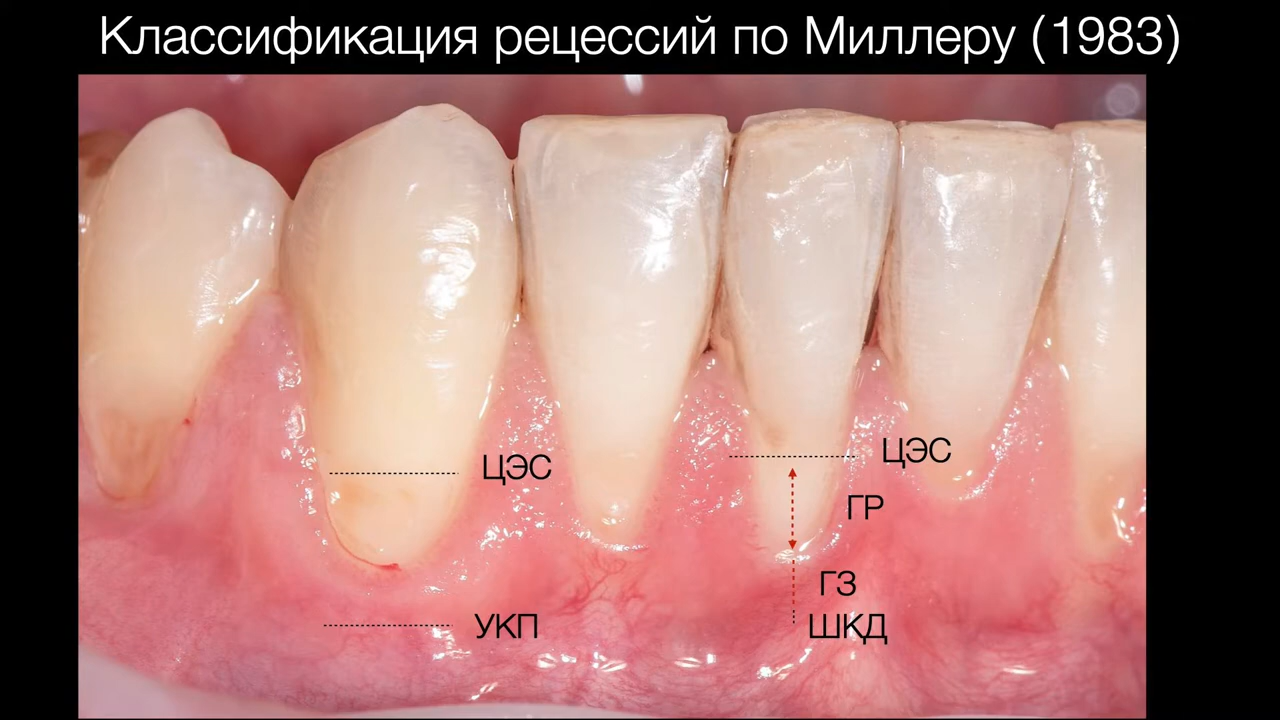 Классификация рецессий по Миллеру (1983)
ЦЭС
ЦЭС
ГР
ГЗ
УКП
ШКД